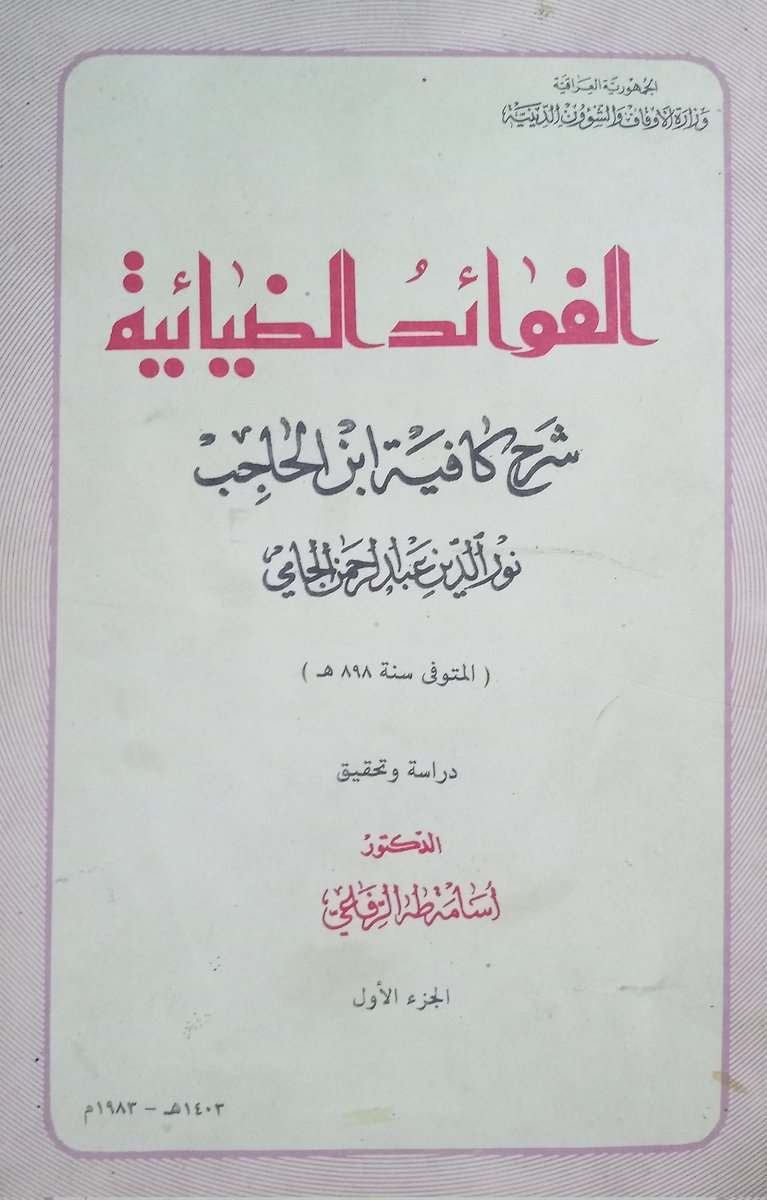 الجمهورية العراقية
وزارة الأوقاف والشؤون الدينية
الفوائد الضيائية
شرح كافية ابن الحاجب
نور الدين عبد الرحمن الجامي
( المتوفى سنة ٨٩٨ هـ )
دراسة وتحقيق
الدكتور
أسامة طه الرفاعي
الجزء الأول
١٤٠٣هـ – ١٩٨٣م